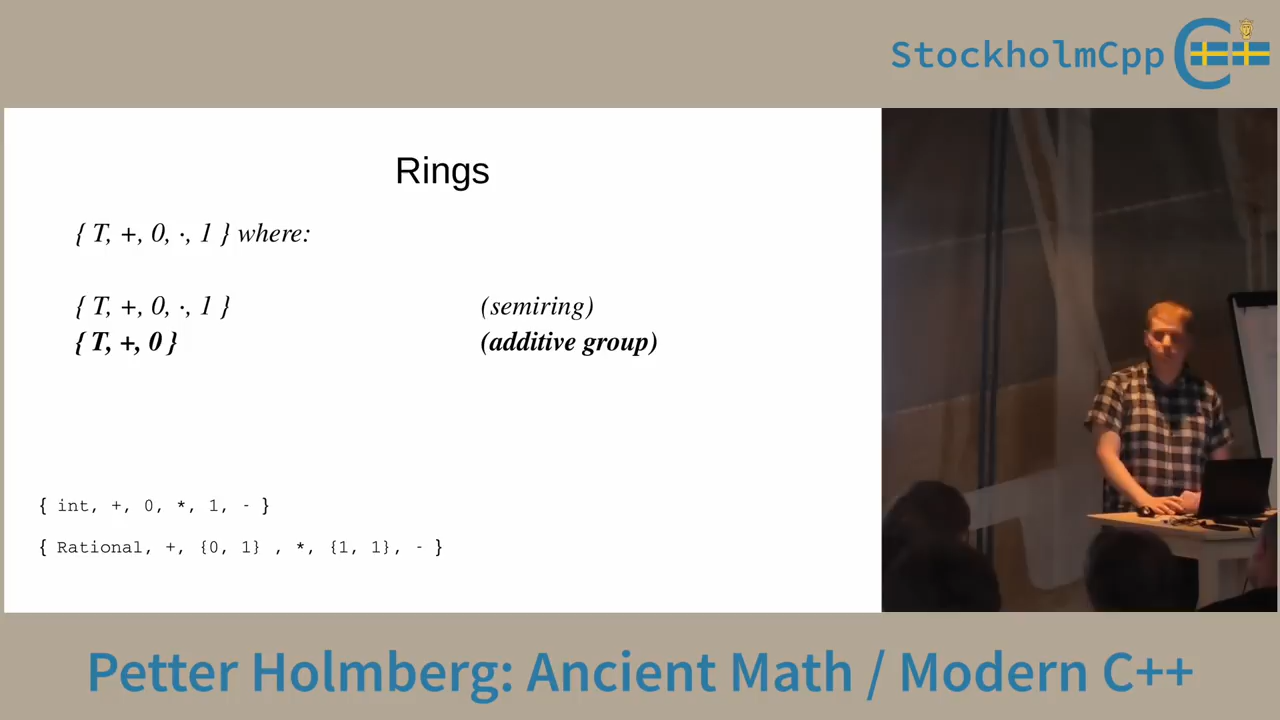 StockholmCpp
Rings
{ T, +, 0, ·, 1 } where:
{ T, +, 0, ·, 1 } (semiring)
{ T, +, 0 } (additive group)
{ int, +, 0, *, 1, - }
{ Rational, +, {0, 1} , *, {1, 1}, - }
Petter Holmberg: Ancient Math / Modern C++